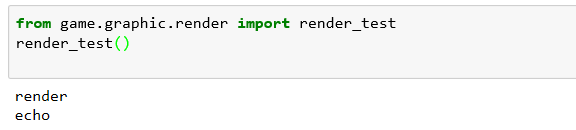 from game.graphic.render import render_test
render_test()
render
echo